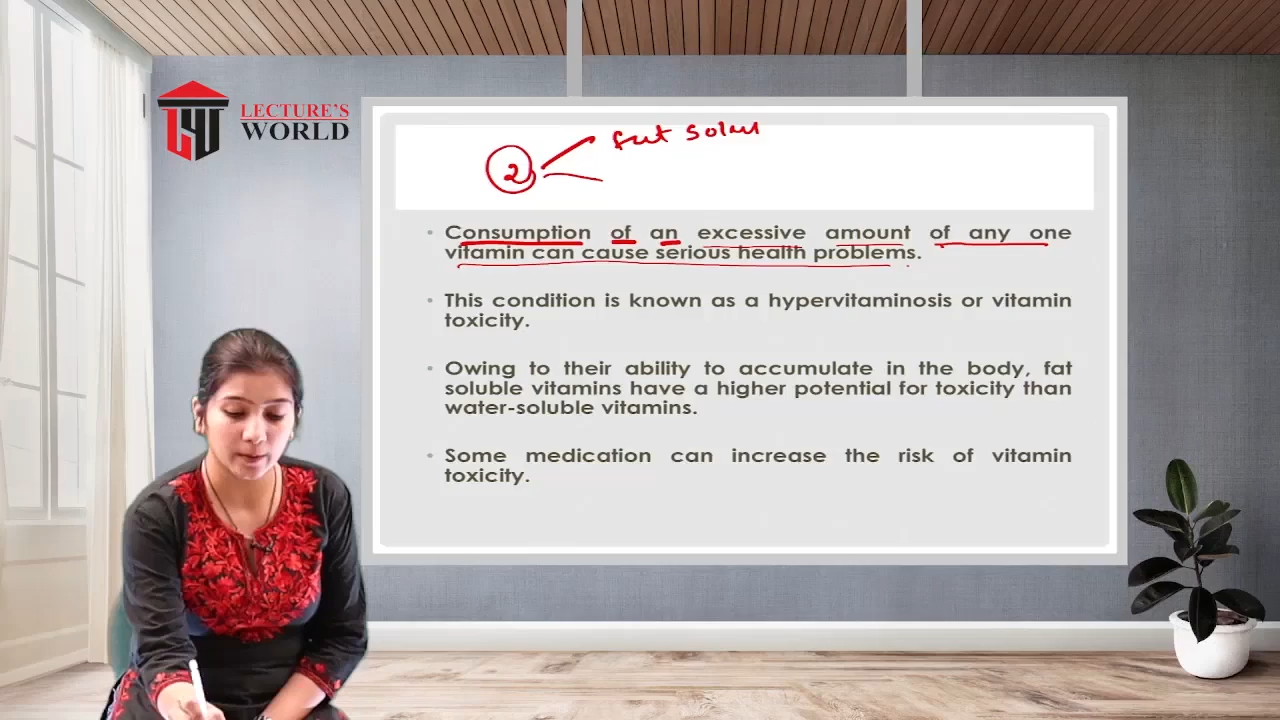 LECTURE'S
WORLD
fat solu
2
• Consumption of an excessive amount of any one
vitamin can cause serious health problems.
• This condition is known as a hypervitaminosis or vitamin
toxicity.
• Owing to their ability to accumulate in the body, fat
soluble vitamins have a higher potential for toxicity than
water-soluble vitamins.
• Some medication can increase the risk of vitamin
toxicity.